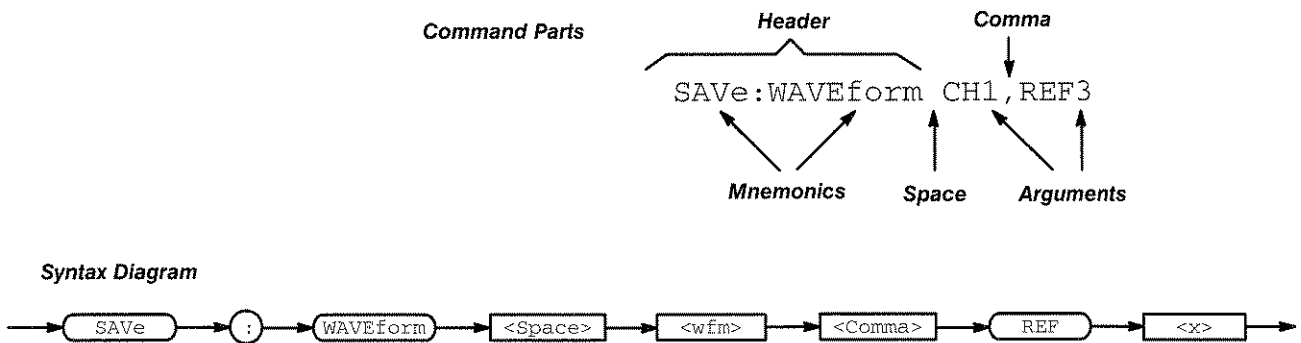 Command Parts
Header
Comma
SAVe:WAVEform CH1,REF3
Mnemonics
Space
Arguments
Syntax Diagram
SAVe : WAVEform <Space> <wfm> <Comma> REF <x>